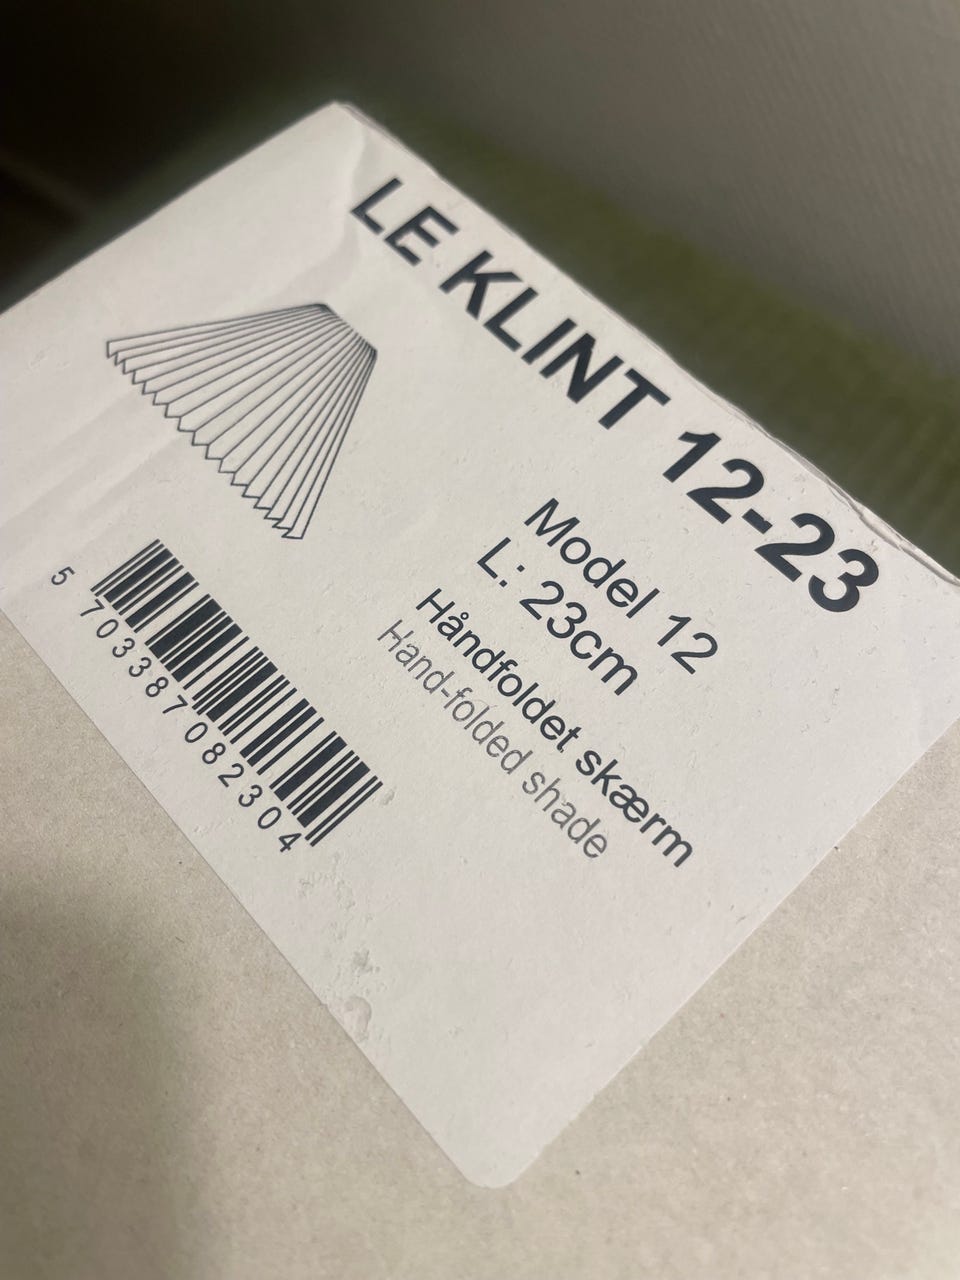 LE KLINT 12-23
Model 12
L: 23cm
Håndfoldet skærm
Hand-folded shade
5 703387 082304